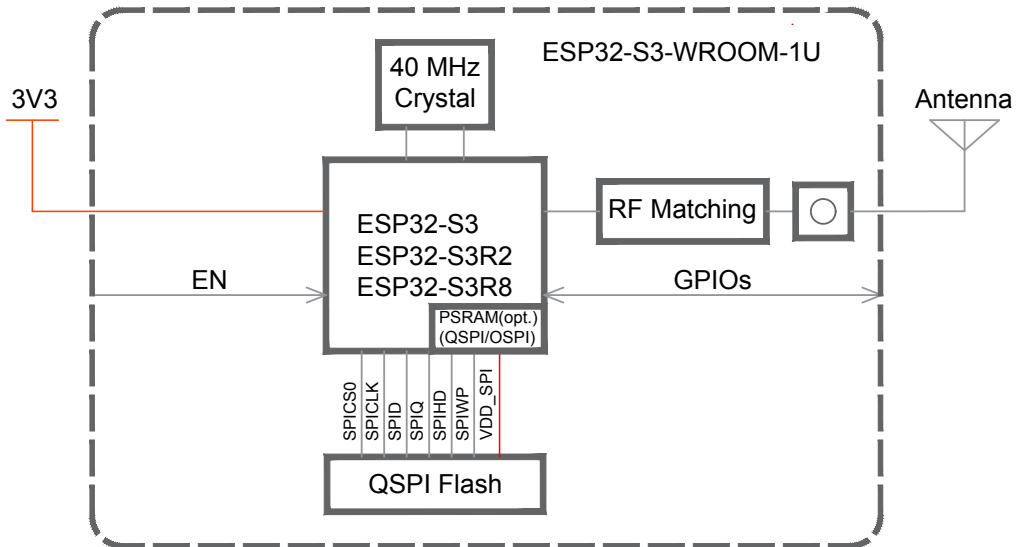 ESP32-S3-WROOM-1U
40 MHz
Crystal
3V3
Antenna
RF Matching
ESP32-S3
ESP32-S3R2
ESP32-S3R8
EN
GPIOs
PSRAM(opt.)
(QSPI/OSPI)
SPICS0
SPICLK
SPID
SPIQ
SPIHD
SPIWP
VDD_SPI
QSPI Flash